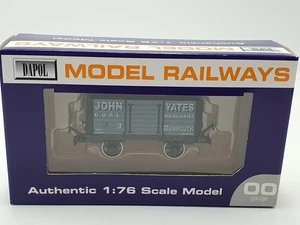 DAPOL
MODEL RAILWAYS
JOHN YATES
COAL MERCHANT
3 MONMOUTH
Authentic 1:76 Scale Model
OO
gauge